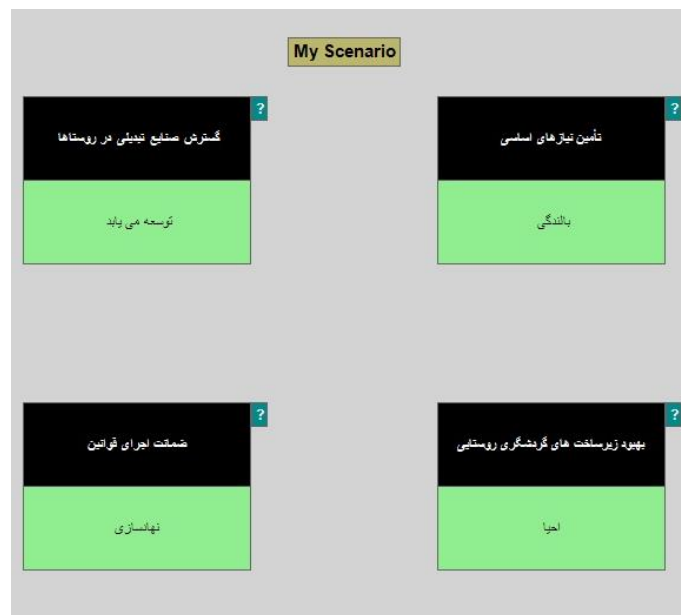 My Scenario
?
?
تأمین نیازهای اساسی
گسترش صنایع تبدیلی در روستاها
بالندگی
توسعه می یابد
?
?
بهبود زیرساخت های گردشگری روستایی
ضمانت اجرای قوانین
احیا
نهانسازی